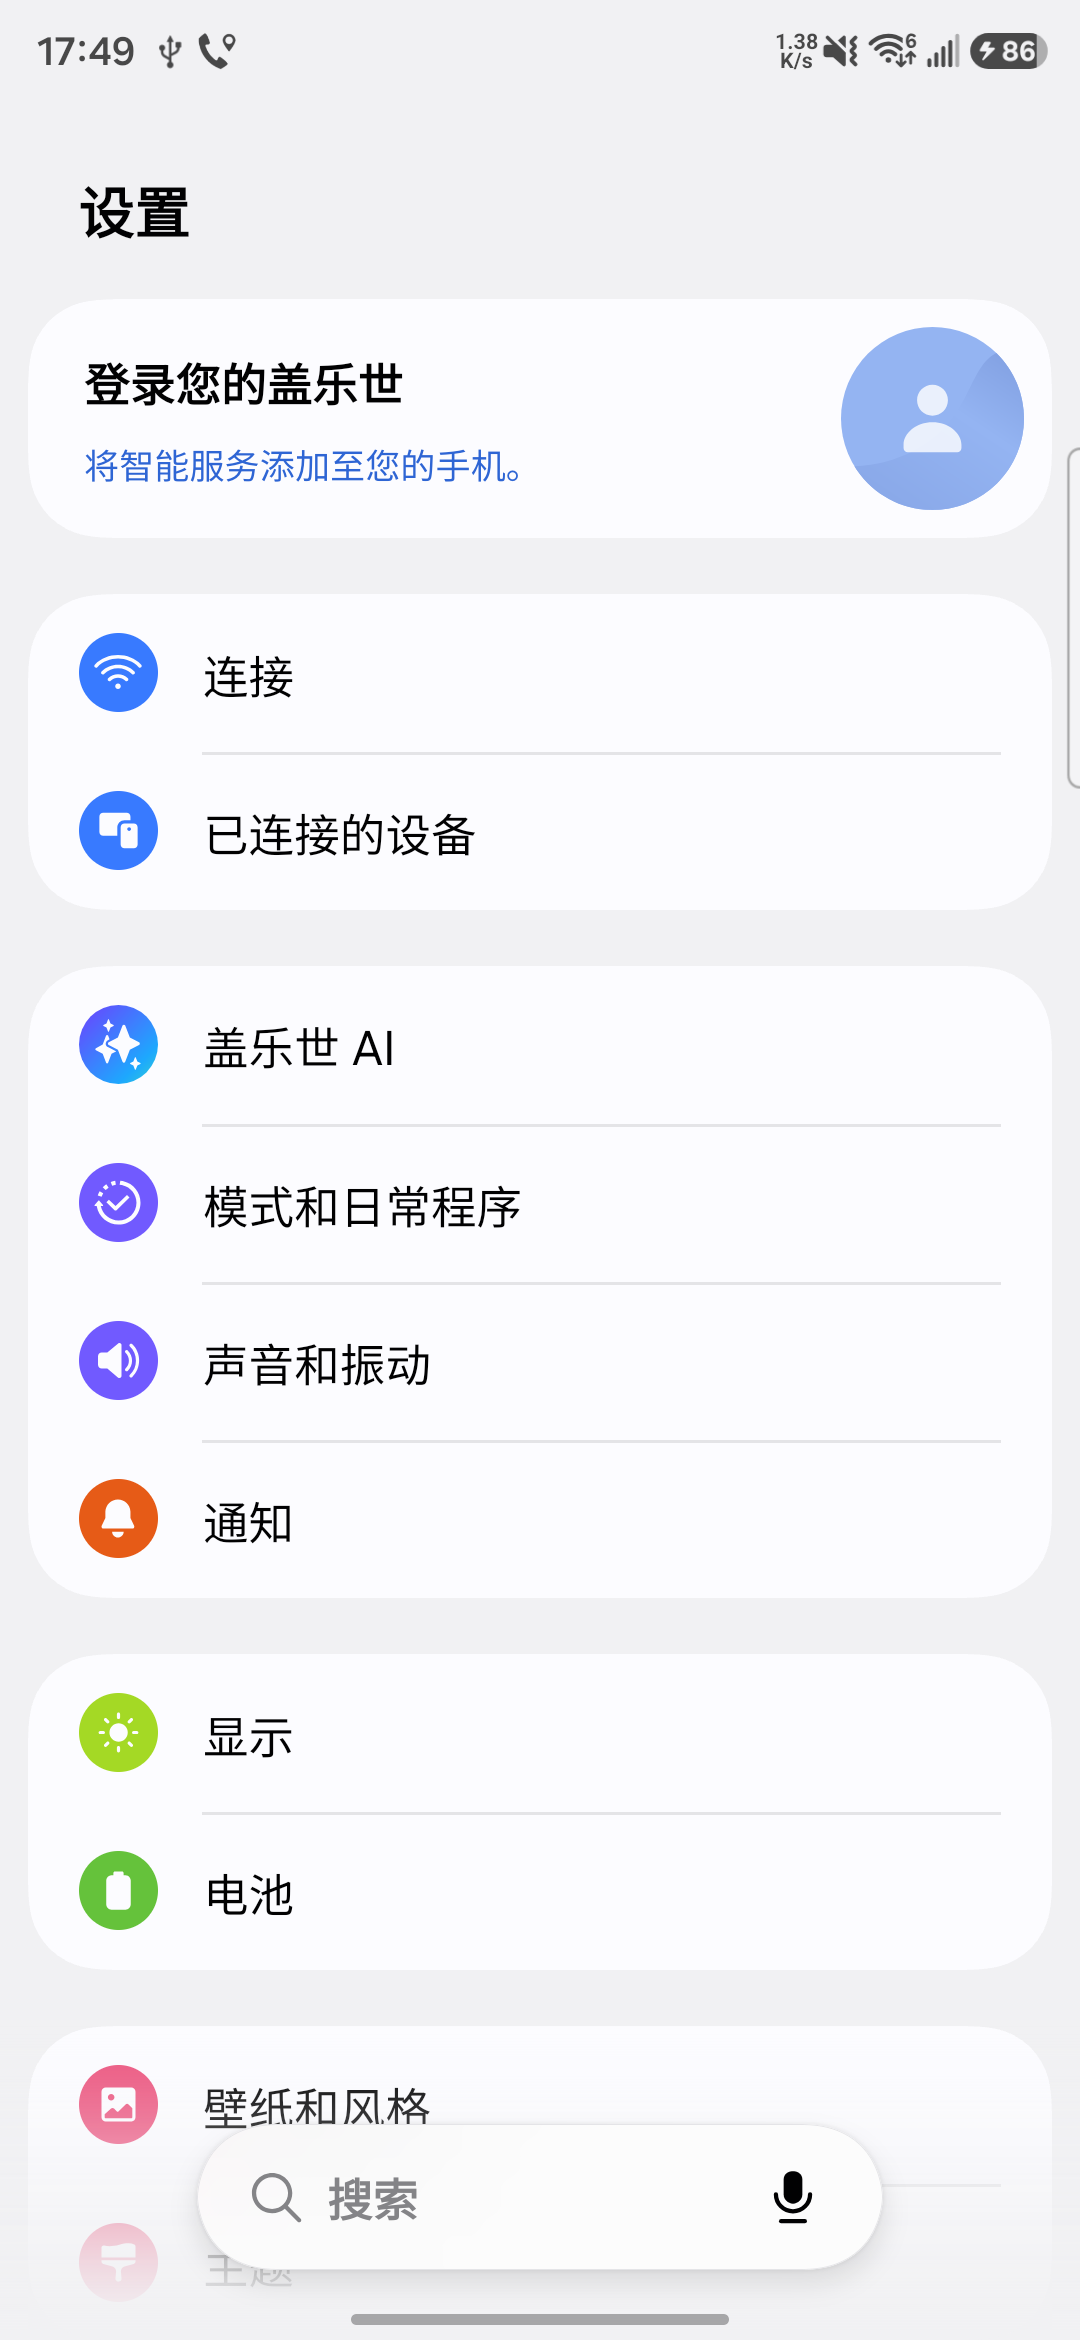 17:49
1.38
K/s
6
86
设置
登录您的盖乐世
将智能服务添加至您的手机。
连接
已连接的设备
盖乐世 AI
模式和日常程序
声音和振动
通知
显示
电池
壁纸和风格
搜索
主题